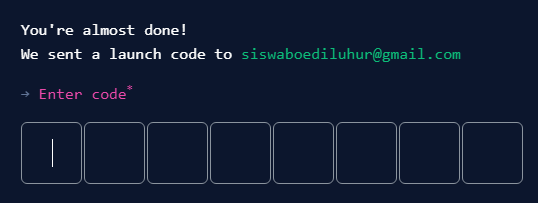 You're almost done!
We sent a launch code to siswaboediluhur@gmail.com
→ Enter code*